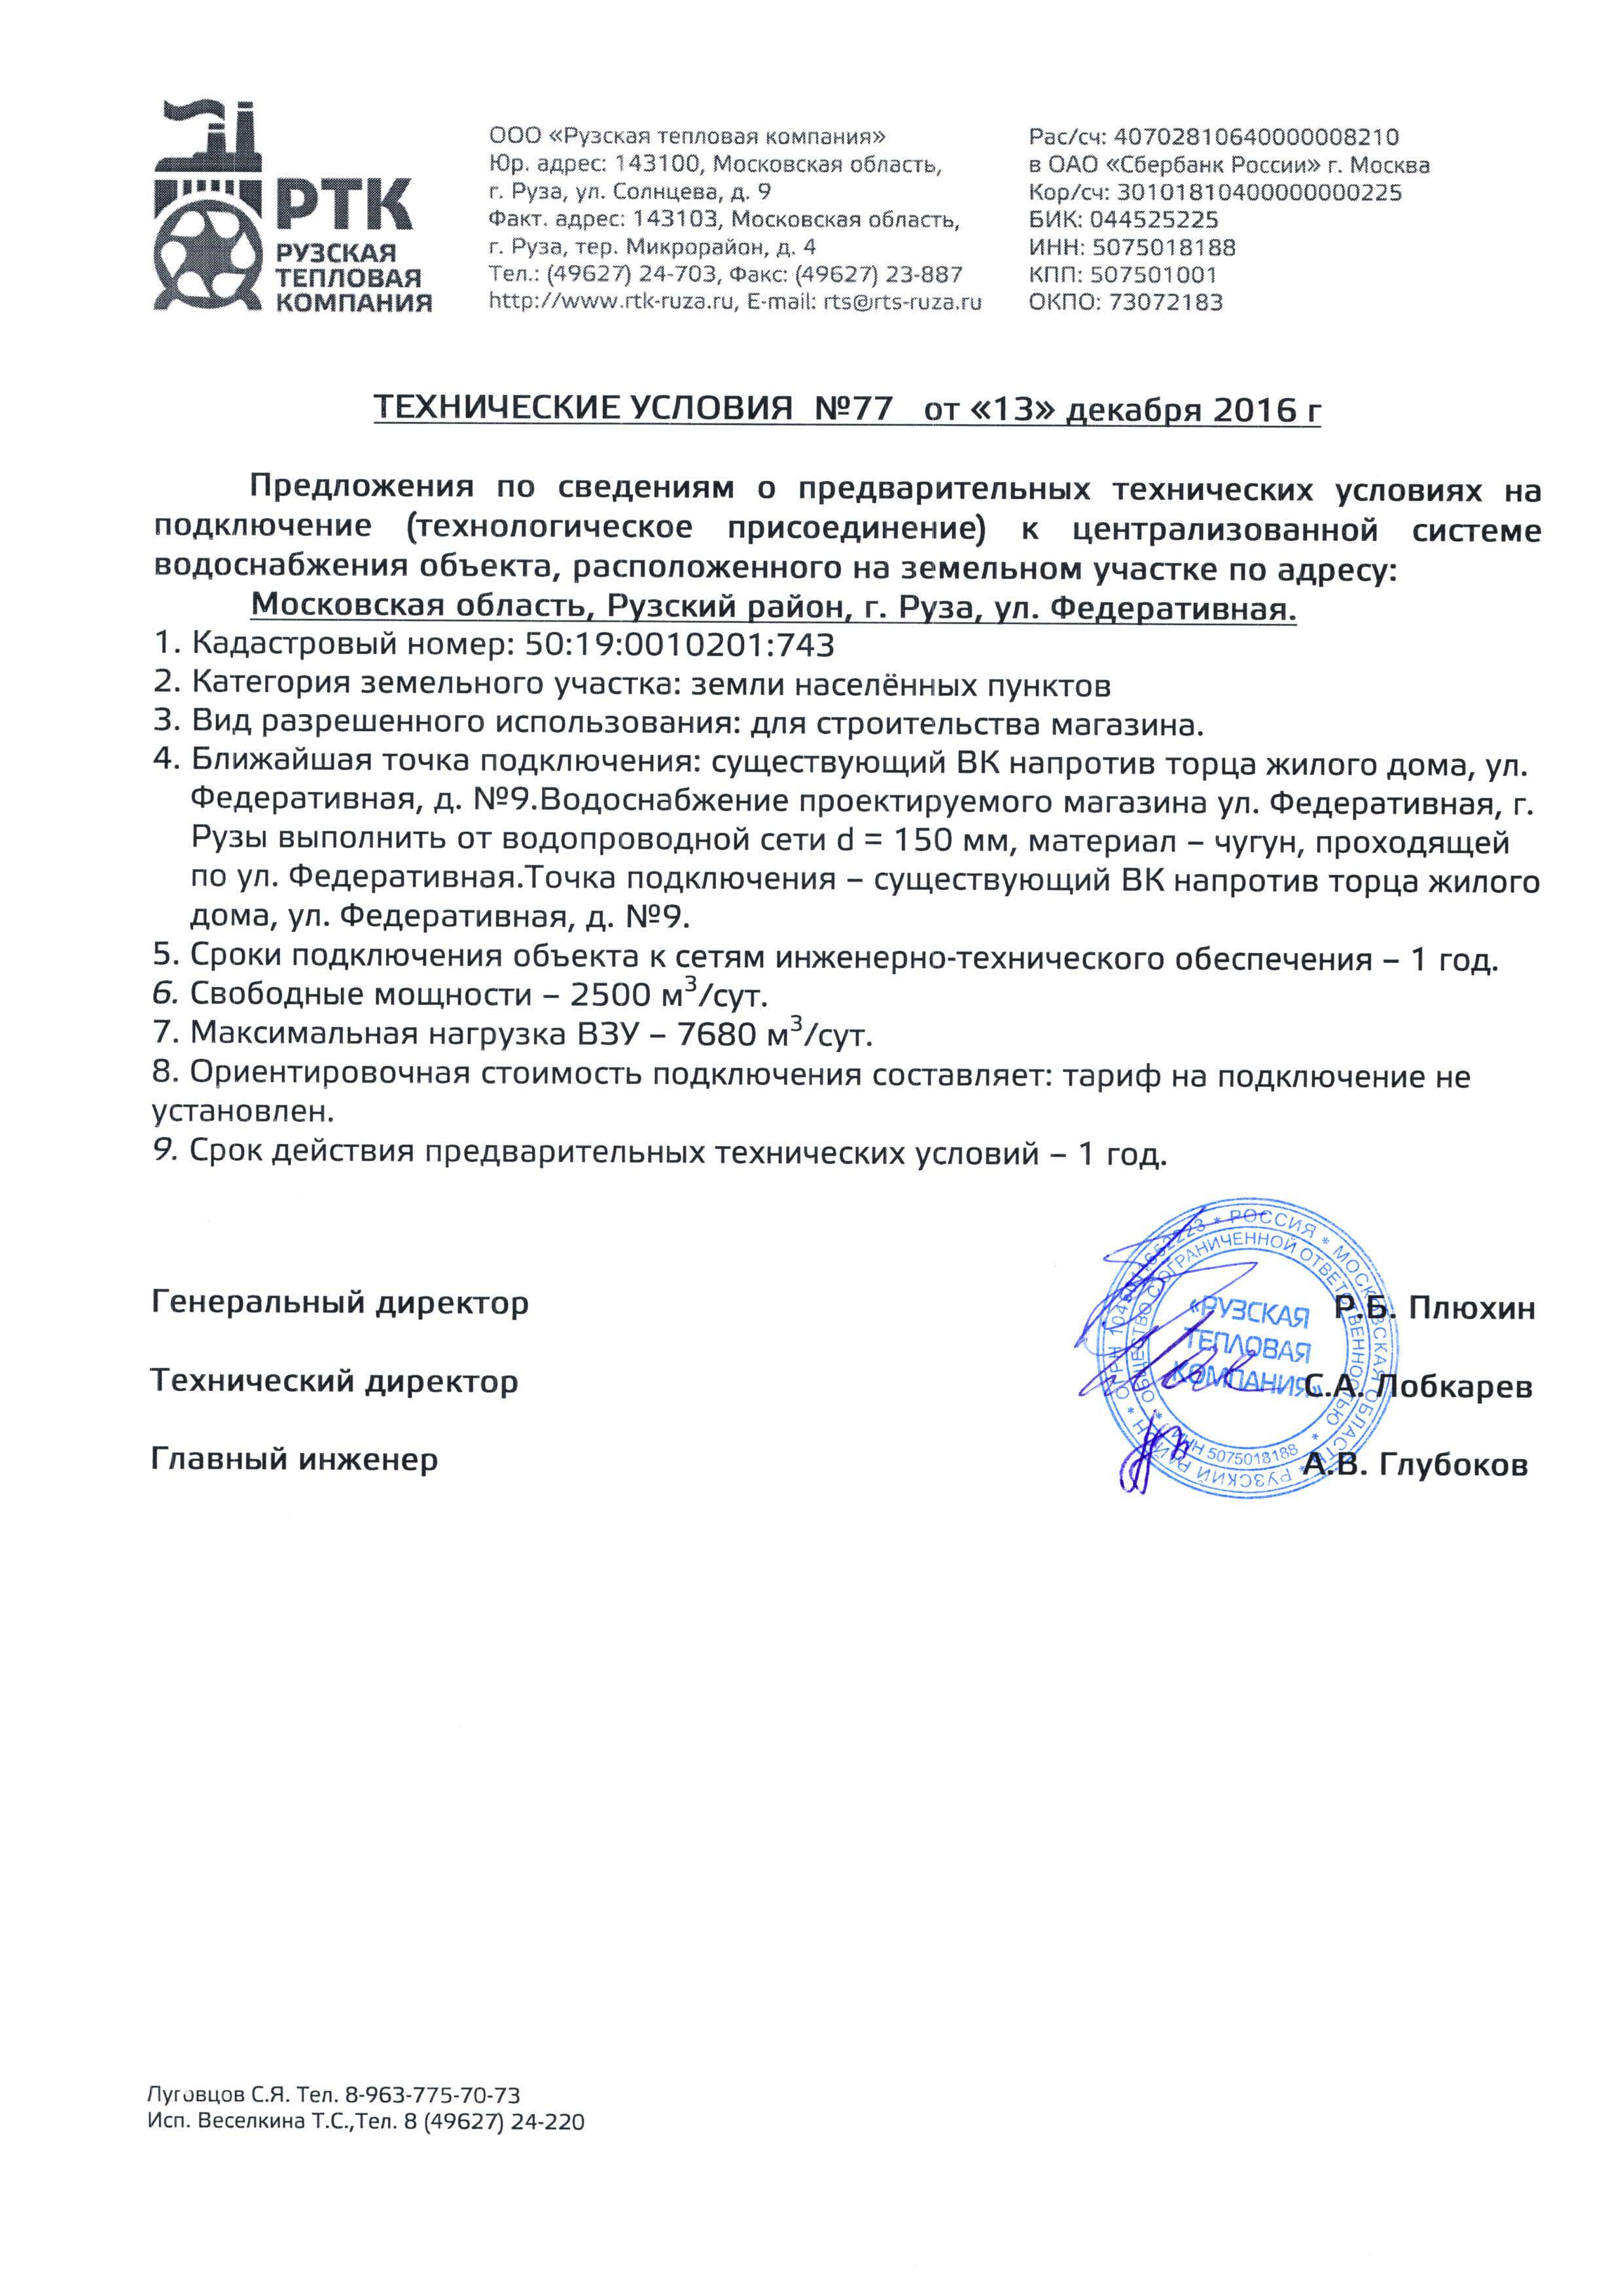 РТК
РУЗСКАЯ
ТЕПЛОВАЯ
КОМПАНИЯ
ООО «Рузская тепловая компания»
Юр. адрес: 143100, Московская область,
г. Руза, ул. Солнцева, д. 9
Факт. адрес: 143103, Московская область,
г. Руза, тер. Микрорайон, д. 4
Тел.: (49627) 24-703, Факс: (49627) 23-887
http://www.rtk-ruza.ru, E-mail: rts@rts-ruza.ru
Рас/сч: 40702810640000008210
в ОАО «Сбербанк России» г. Москва
Кор/сч: 30101810400000000225
БИК: 044525225
ИНН: 5075018188
КПП: 507501001
ОКПО: 73072183
ТЕХНИЧЕСКИЕ УСЛОВИЯ №77 от «13» декабря 2016 г
Предложения по сведениям о предварительных технических условиях на
подключение (технологическое присоединение) к централизованной системе
водоснабжения объекта, расположенного на земельном участке по адресу:
Московская область, Рузский район, г. Руза, ул. Федеративная.
1. Кадастровый номер: 50:19:0010201:743
2. Категория земельного участка: земли населённых пунктов
3. Вид разрешенного использования: для строительства магазина.
4. Ближайшая точка подключения: существующий ВК напротив торца жилого дома, ул.
Федеративная, д. №9.Водоснабжение проектируемого магазина ул. Федеративная, г.
Рузы выполнить от водопроводной сети d = 150 мм, материал – чугун, проходящей
по ул. Федеративная.Точка подключения – существующий ВК напротив торца жилого
дома, ул. Федеративная, д. №9.
5. Сроки подключения объекта к сетям инженерно-технического обеспечения – 1 год.
6. Свободные мощности – 2500 м³/сут.
7. Максимальная нагрузка ВЗУ – 7680 м³/сут.
8. Ориентировочная стоимость подключения составляет: тариф на подключение не
установлен.
9. Срок действия предварительных технических условий – 1 год.
Генеральный директор Р.Б. Плюхин
Технический директор С.А. Лобкарев
Главный инженер А.В. Глубоков
* РОССИЯ * МОСКОВСКАЯ ОБЛАСТЬ * РУЗСКИЙ РАЙОН * ОГРН
ОБЩЕСТВО С ОГРАНИЧЕННОЙ ОТВЕТСТВЕННОСТЬЮ *
ИНН 5075018188
«РУЗСКАЯ
ТЕПЛОВАЯ
КОМПАНИЯ»
Луговцов С.Я. Тел. 8-963-775-70-73
Исп. Веселкина Т.С.,Тел. 8 (49627) 24-220